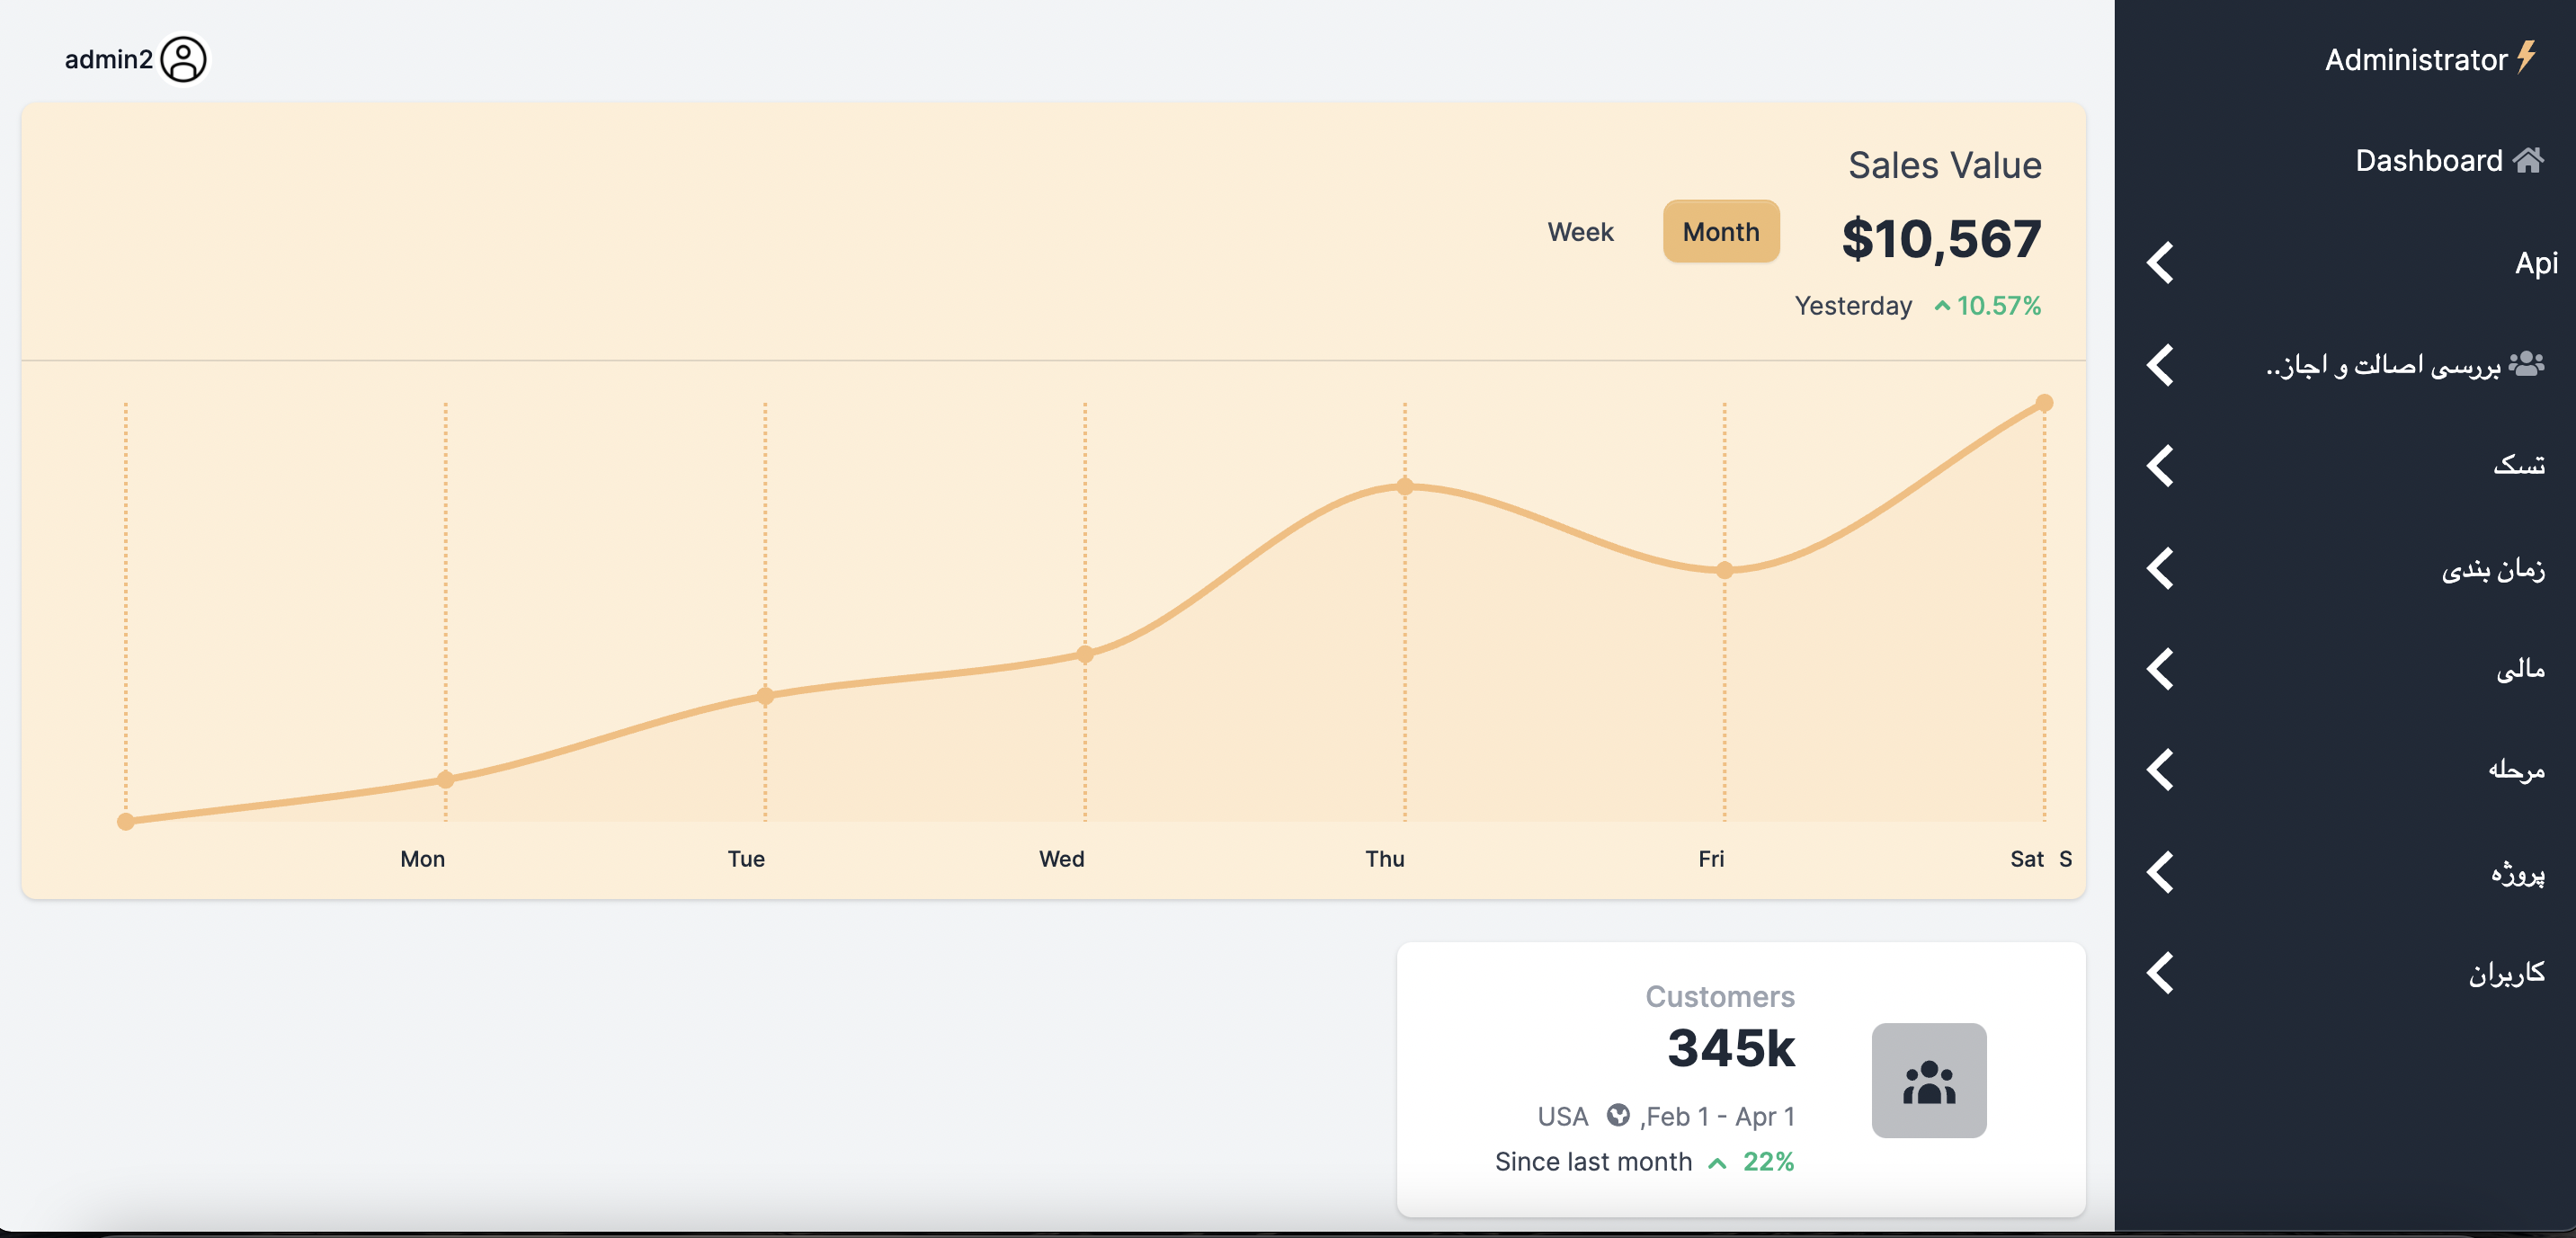 admin2
Administrator
Dashboard
Api
بررسی اصالت و اجاز..
تسک
زمان بندی
مالی
مرحله
پروژه
کاربران
Sales Value
Week Month $10,567
Yesterday 10.57%
Mon Tue Wed Thu Fri Sat S
Customers
345k
USA ,Feb 1 - Apr 1
Since last month 22%